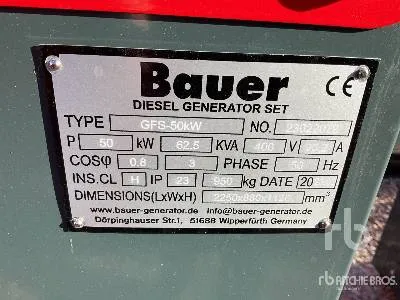 Bauer CE
DIESEL GENERATOR SET
TYPE GFS-50kW NO.
P 50 kW 62.5 KVA 400 V A
COSφ 0.8 3 PHASE 50 Hz
INS.CL H IP 23 950 kg DATE 20
DIMENSIONS(LxWxH) mm³
www.bauer-generator.de info@bauer-generator.de
Dörpinghauser Str.1, 51688 Wipperfürth Germany
rb
RITCHIE BROS.